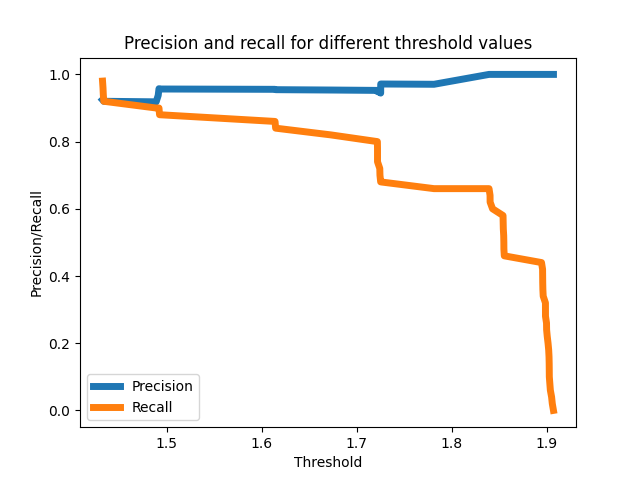 Precision and recall for different threshold values
1.0
0.8
0.6
0.4
0.2
0.0
Precision/Recall
Precision
Recall
1.5 1.6 1.7 1.8 1.9
Threshold